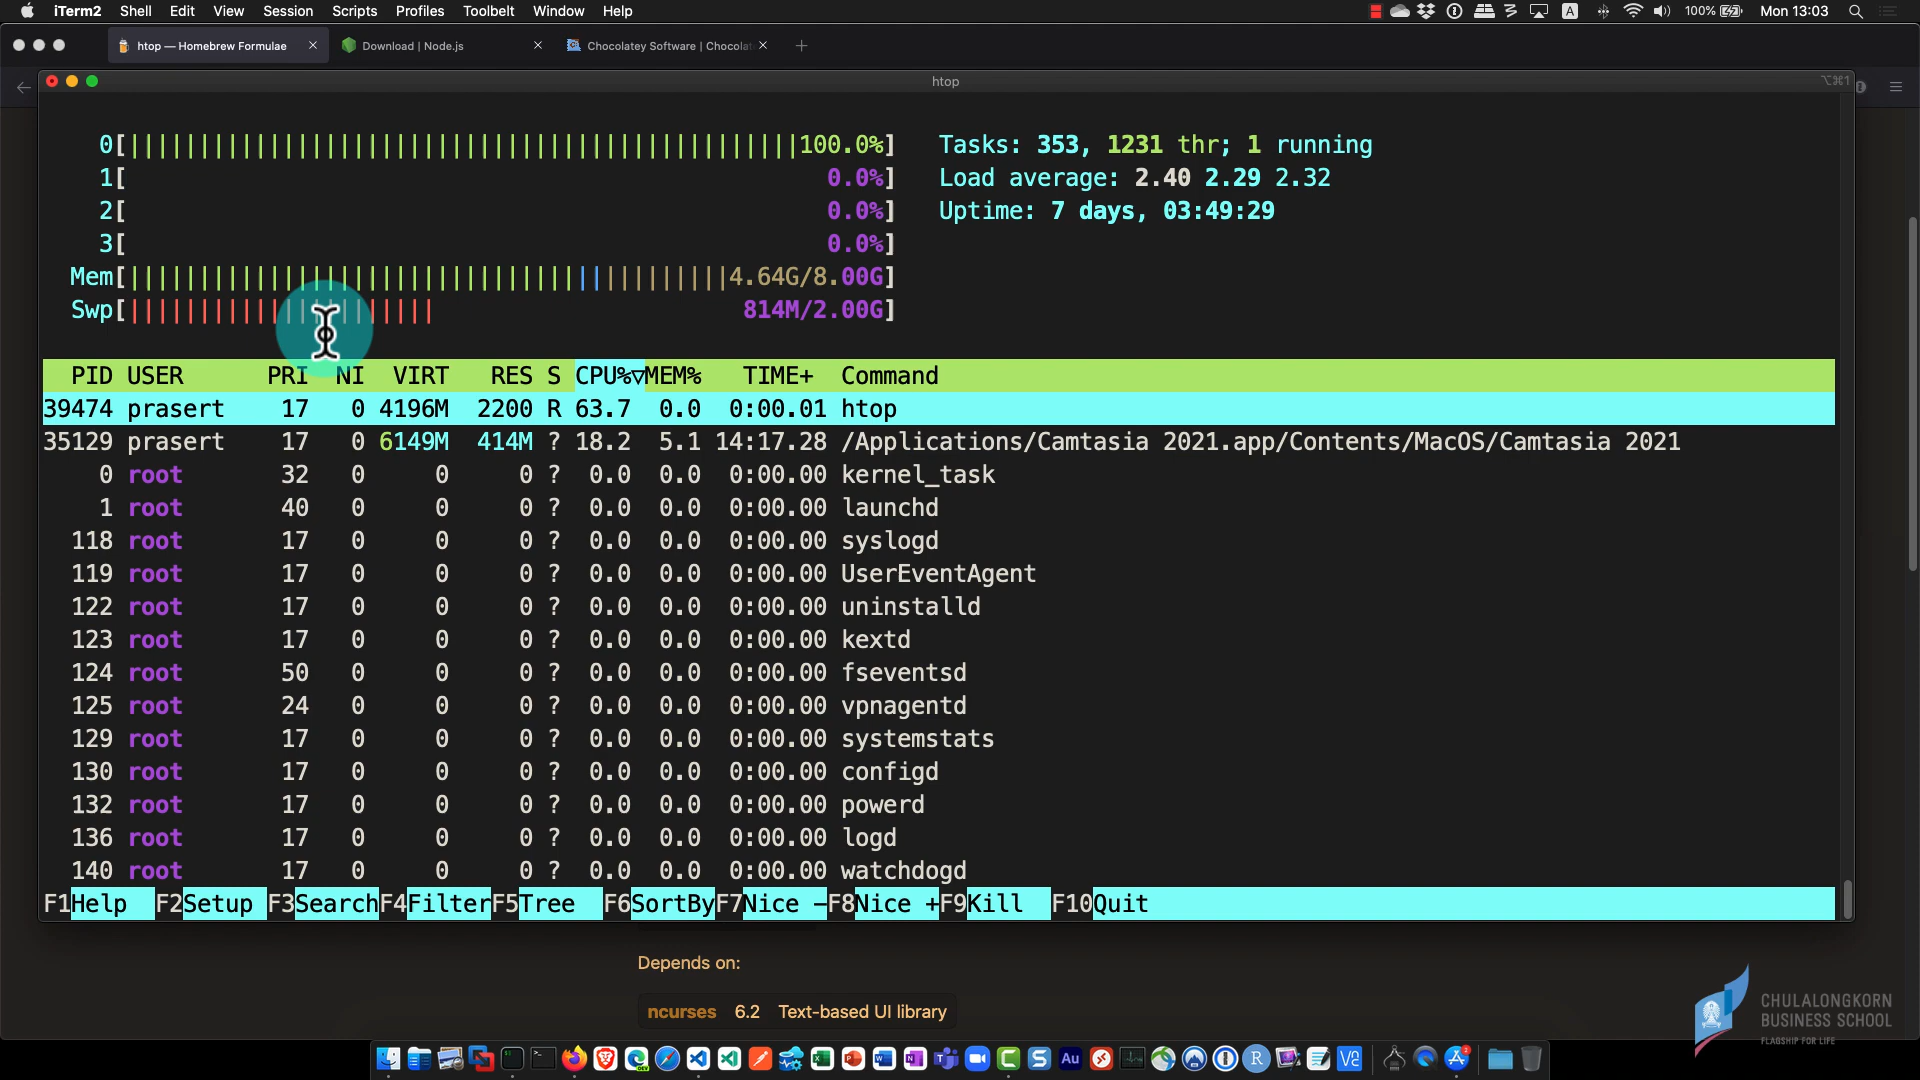 iTerm2 Shell Edit View Session Scripts Profiles Toolbelt Window Help 100% Mon 13:03
htop — Homebrew Formulae Download | Node.js Chocolatey Software | Chocolat
htop ⌥⌘1
0[ 100.0%] Tasks: 353, 1231 thr; 1 running
1[ 0.0%] Load average: 2.40 2.29 2.32
2[ 0.0%] Uptime: 7 days, 03:49:29
3[ 0.0%]
Mem[ 4.64G/8.00G]
Swp[ 814M/2.00G]
PID USER PRI NI VIRT RES S CPU%▽MEM% TIME+ Command
39474 prasert 17 0 4196M 2200 R 63.7 0.0 0:00.01 htop
35129 prasert 17 0 6149M 414M ? 18.2 5.1 14:17.28 /Applications/Camtasia 2021.app/Contents/MacOS/Camtasia 2021
0 root 32 0 0 0 ? 0.0 0.0 0:00.00 kernel_task
1 root 40 0 0 0 ? 0.0 0.0 0:00.00 launchd
118 root 17 0 0 0 ? 0.0 0.0 0:00.00 syslogd
119 root 17 0 0 0 ? 0.0 0.0 0:00.00 UserEventAgent
122 root 17 0 0 0 ? 0.0 0.0 0:00.00 uninstalld
123 root 17 0 0 0 ? 0.0 0.0 0:00.00 kextd
124 root 50 0 0 0 ? 0.0 0.0 0:00.00 fseventsd
125 root 24 0 0 0 ? 0.0 0.0 0:00.00 vpnagentd
129 root 17 0 0 0 ? 0.0 0.0 0:00.00 systemstats
130 root 17 0 0 0 ? 0.0 0.0 0:00.00 configd
132 root 17 0 0 0 ? 0.0 0.0 0:00.00 powerd
136 root 17 0 0 0 ? 0.0 0.0 0:00.00 logd
140 root 17 0 0 0 ? 0.0 0.0 0:00.00 watchdogd
F1Help F2Setup F3SearchF4FilterF5Tree F6SortByF7Nice -F8Nice +F9Kill F10Quit
Depends on:
ncurses 6.2 Text-based UI library
CHULALONGKORN
BUSINESS SCHOOL
FLAGSHIP FOR LIFE